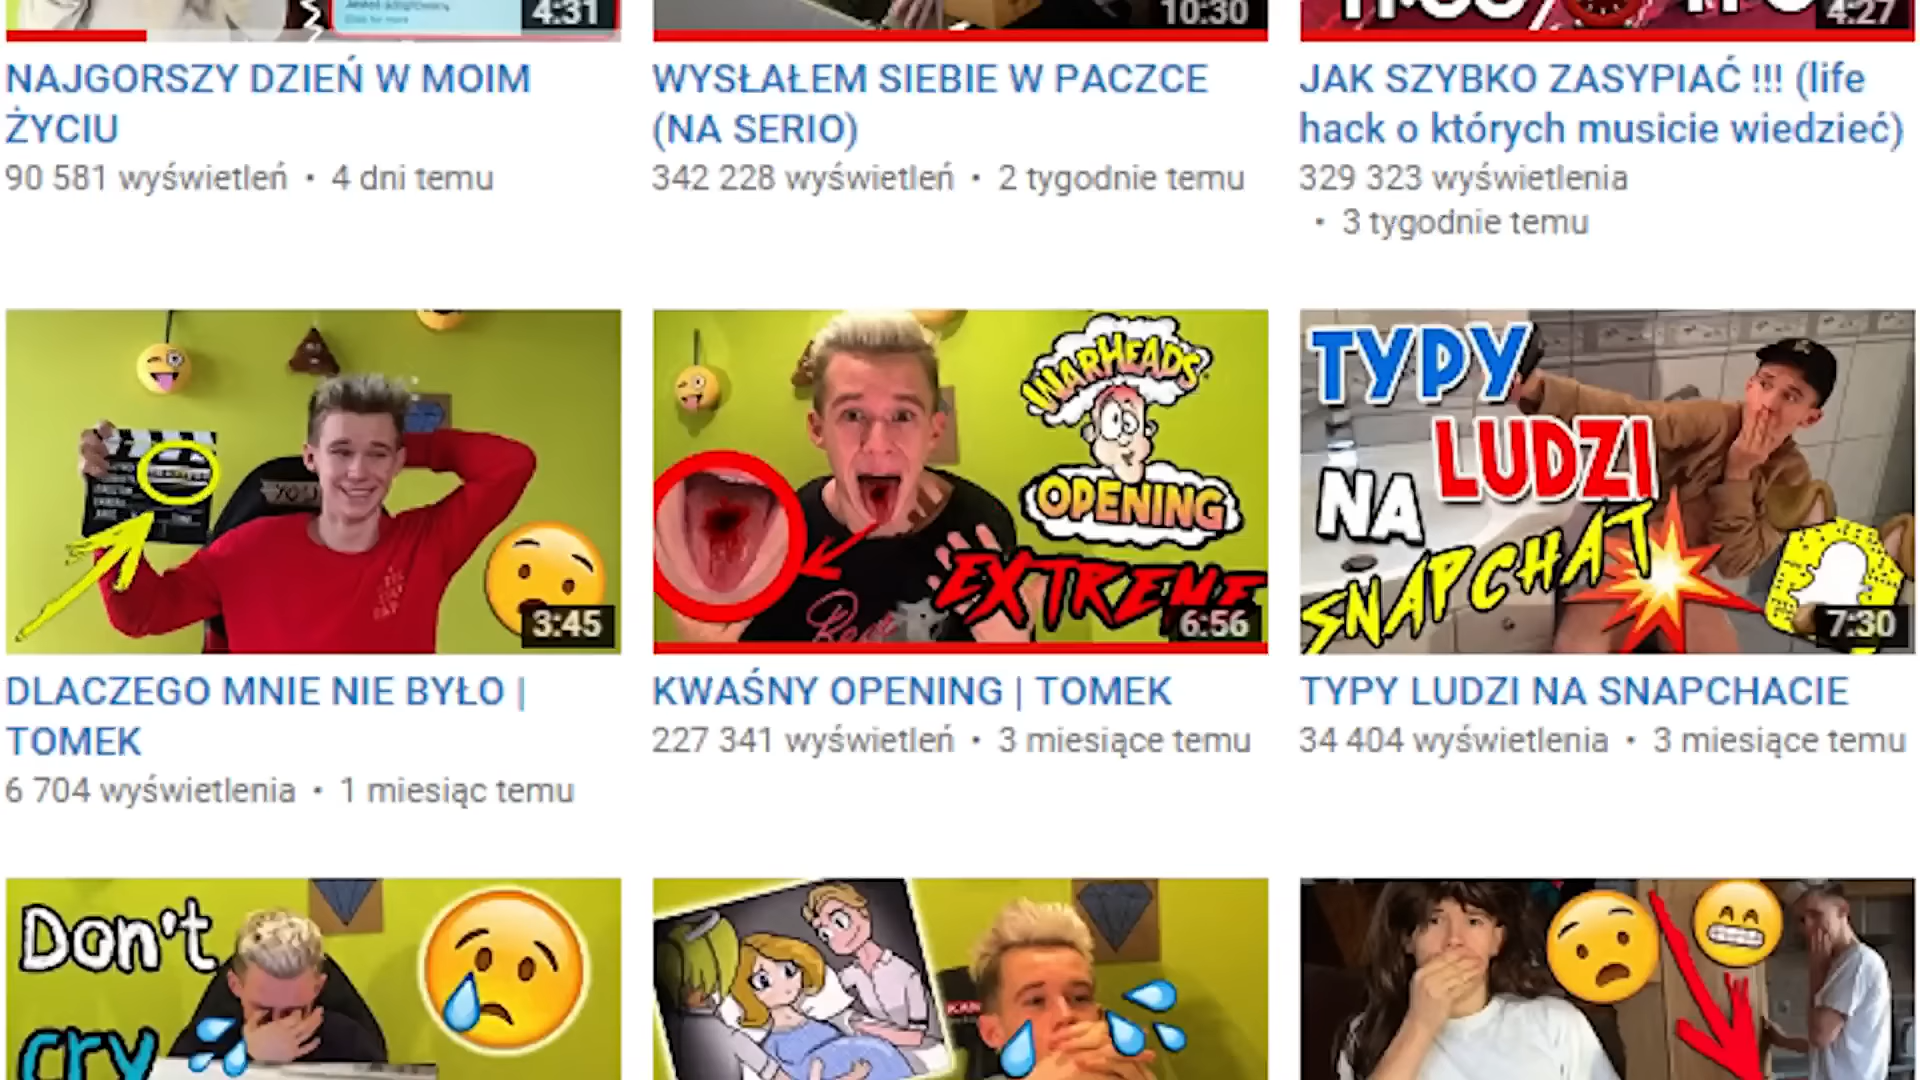 4:31
10:30
4:27
NAJGORSZY DZIEŃ W MOIM
ŻYCIU
90 581 wyświetleń • 4 dni temu
WYSŁAŁEM SIEBIE W PACZCE
(NA SERIO)
342 228 wyświetleń • 2 tygodnie temu
JAK SZYBKO ZASYPIAĆ !!! (life
hack o których musicie wiedzieć)
329 323 wyświetlenia
• 3 tygodnie temu
YOU
3:45
WARHEADS
OPENING
EXTREME
6:56
TYPY
LUDZI
NA
SNAPCHAT
7:30
DLACZEGO MNIE NIE BYŁO |
TOMEK
6 704 wyświetlenia • 1 miesiąc temu
KWAŚNY OPENING | TOMEK
227 341 wyświetleń • 3 miesiące temu
TYPY LUDZI NA SNAPCHACIE
34 404 wyświetlenia • 3 miesiące temu
Don't
cry